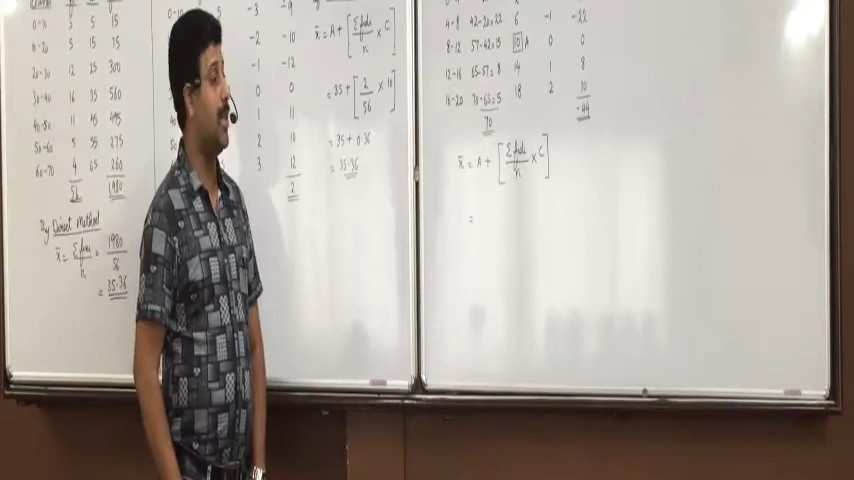 0-10 5 5 15
10-20 5 15 75
20-30 12 25 300
30-40 16 35 560
40-50 11 45 495
50-60 5 55 275
60-70 4 65 260
56 1980
By Direct Method
x̄ = Σfixi / n = 1980 / 56
= 35.36
0-10 5 -3 -9
-2 -10
-1 -12
0 0
1 11
2 10
3 12
2
x̄ = A + [Σfidi / n × C]
= 35 + [2 / 56 × 10]
= 35 + 0.36
= 35.36
4-8 42-20=22 6 -1 -22
8-12 57-42=15 10 A 0 0
12-16 65-57=8 14 1 8
16-20 70-65=5 18 2 10
70 -44
x̄ = A + [Σfidi / n × C]
=